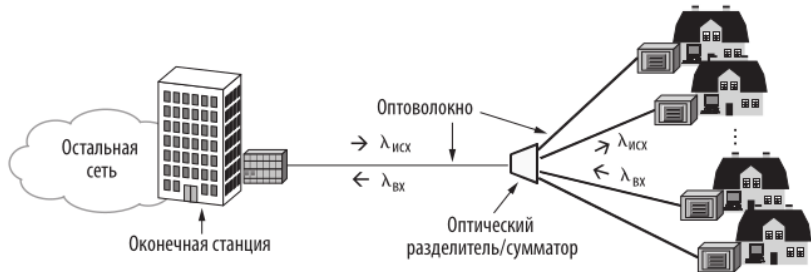 Остальная
сеть
Оконечная станция
Оптоволокно
→ λисх
← λвх
Оптический
разделитель/сумматор
→ λисх
← λвх